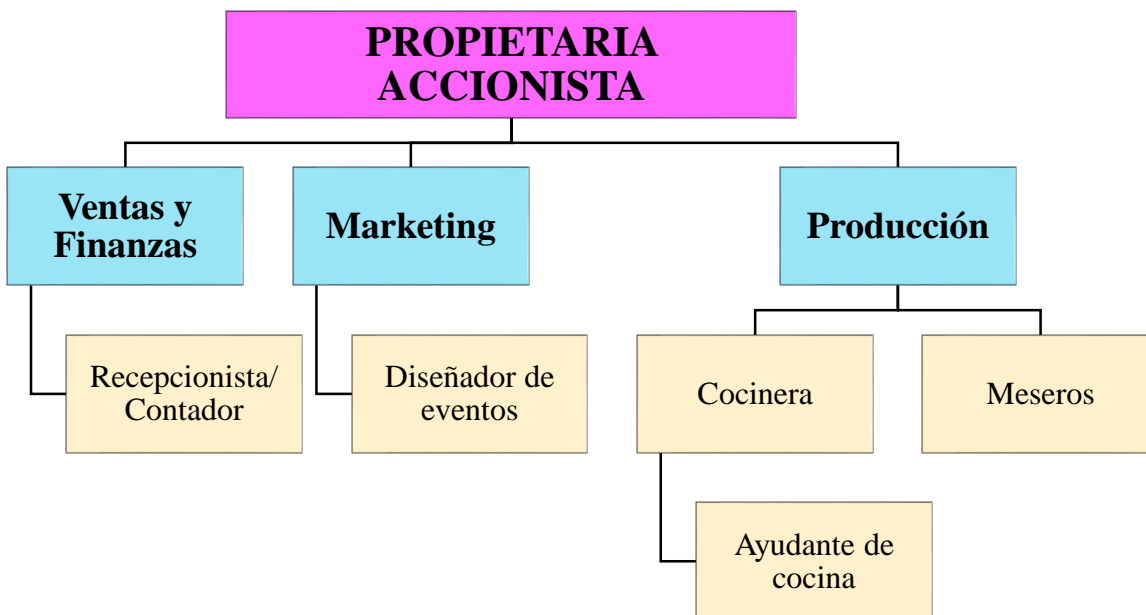 PROPIETARIA
ACCIONISTA
Ventas y
Finanzas
Marketing
Producción
Recepcionista/
Contador
Diseñador de
eventos
Cocinera
Meseros
Ayudante de
cocina